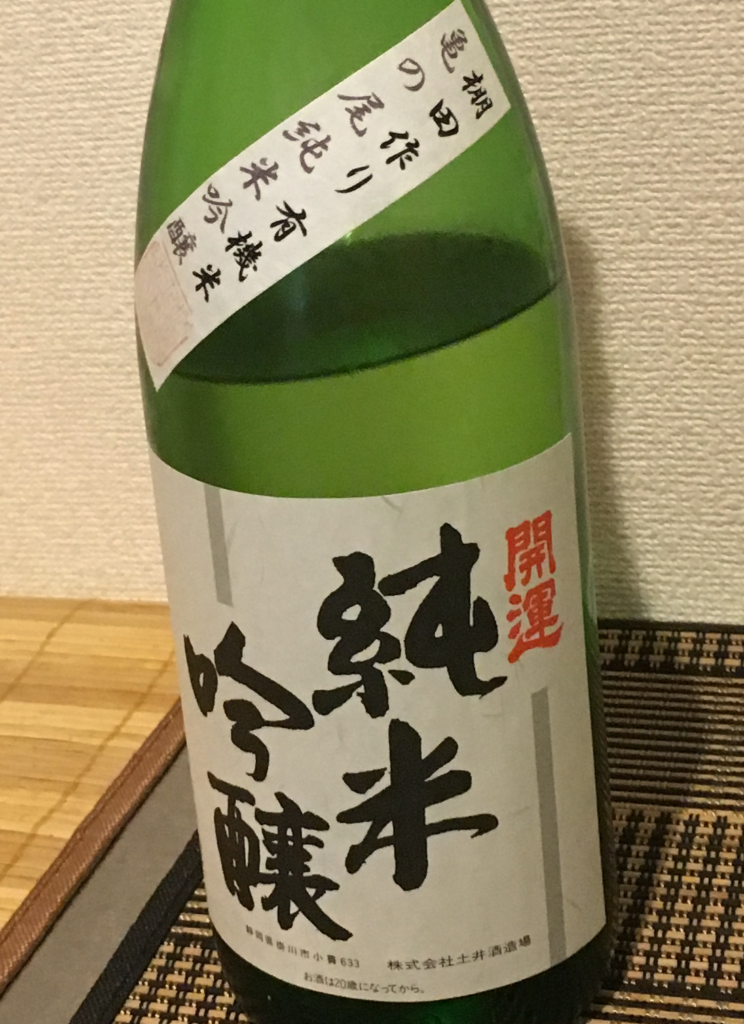 棚田作り有機米
亀の尾純米吟醸
開運
純米
吟醸
静岡県掛川市小貫633 株式会社土井酒造場
お酒は20歳になってから。